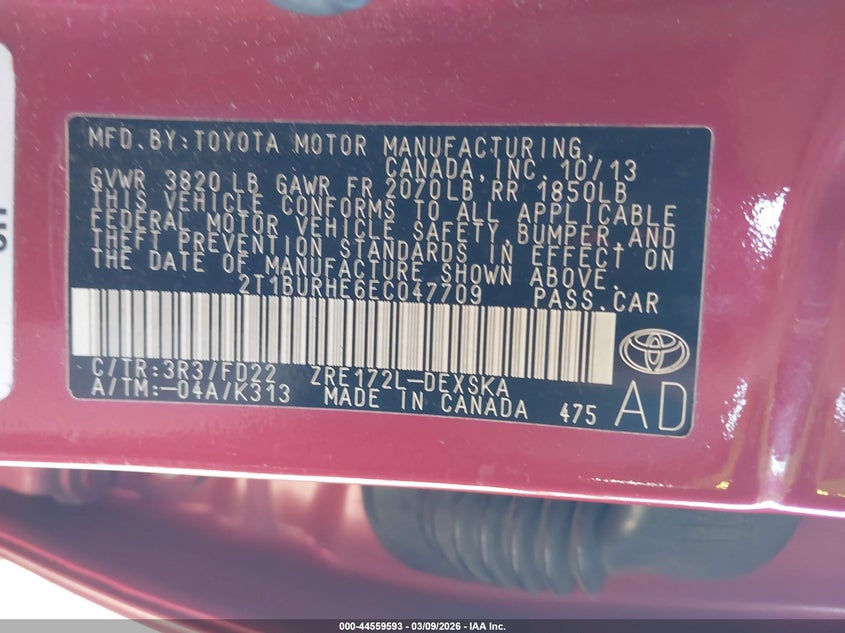 MFD.BY:TOYOTA MOTOR MANUFACTURING,
CANADA,INC. 10/13
GVWR 3820 LB GAWR FR 2070LB RR 1850LB
THIS VEHICLE CONFORMS TO ALL APPLICABLE
FEDERAL MOTOR VEHICLE SAFETY,BUMPER,AND
THEFT PREVENTION STANDARDS IN EFFECT ON
THE DATE OF MANUFACTURE SHOWN ABOVE.
2T1BURHE6EC047709 PASS.CAR
C/TR:3R3/FD22 ZRE172L-DEXSKA
A/TM:-04A/K313 MADE IN CANADA 475 AD
000-44559593 | 03/09/2026 - IAA Inc.